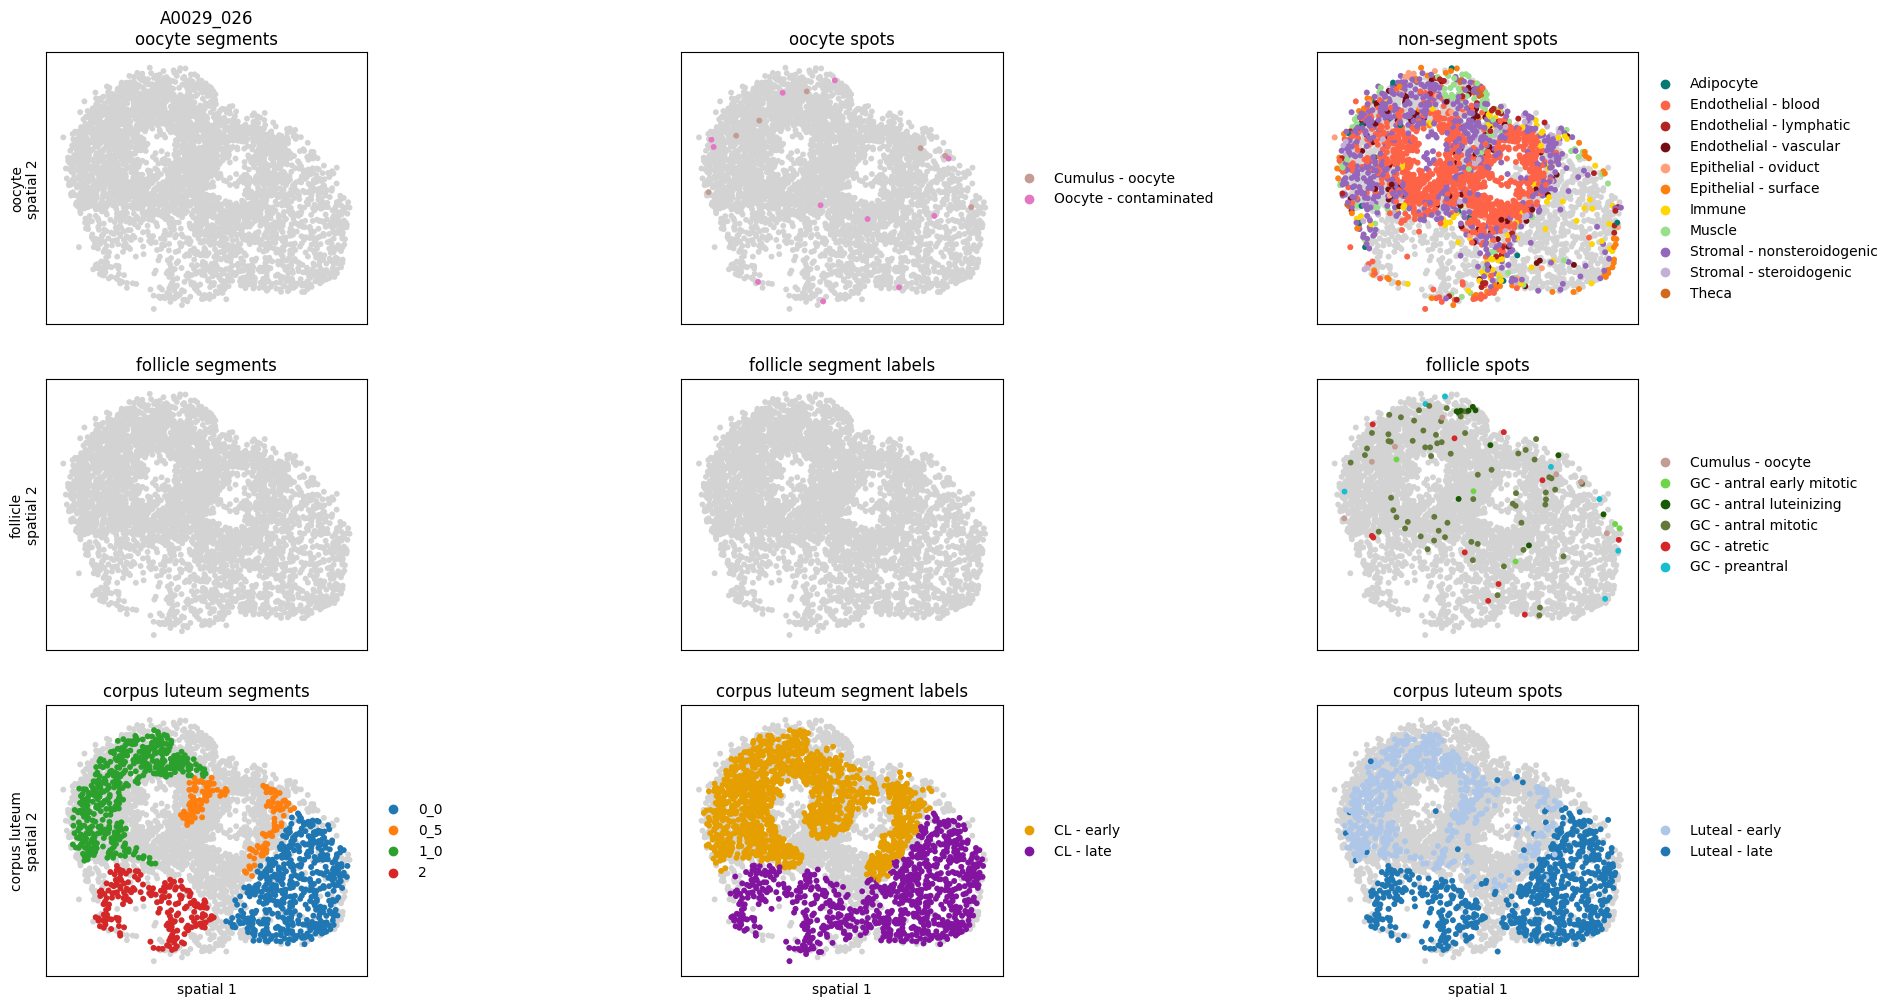 A0029_026
oocyte segments
oocyte spots
non-segment spots
oocyte
spatial 2
Cumulus - oocyte
Oocyte - contaminated
Adipocyte
Endothelial - blood
Endothelial - lymphatic
Endothelial - vascular
Epithelial - oviduct
Epithelial - surface
Immune
Muscle
Stromal - nonsteroidogenic
Stromal - steroidogenic
Theca
follicle segments
follicle segment labels
follicle spots
follicle
spatial 2
Cumulus - oocyte
GC - antral early mitotic
GC - antral luteinizing
GC - antral mitotic
GC - atretic
GC - preantral
corpus luteum segments
corpus luteum segment labels
corpus luteum spots
corpus luteum
spatial 2
0_0
0_5
1_0
2
CL - early
CL - late
Luteal - early
Luteal - late
spatial 1
spatial 1
spatial 1